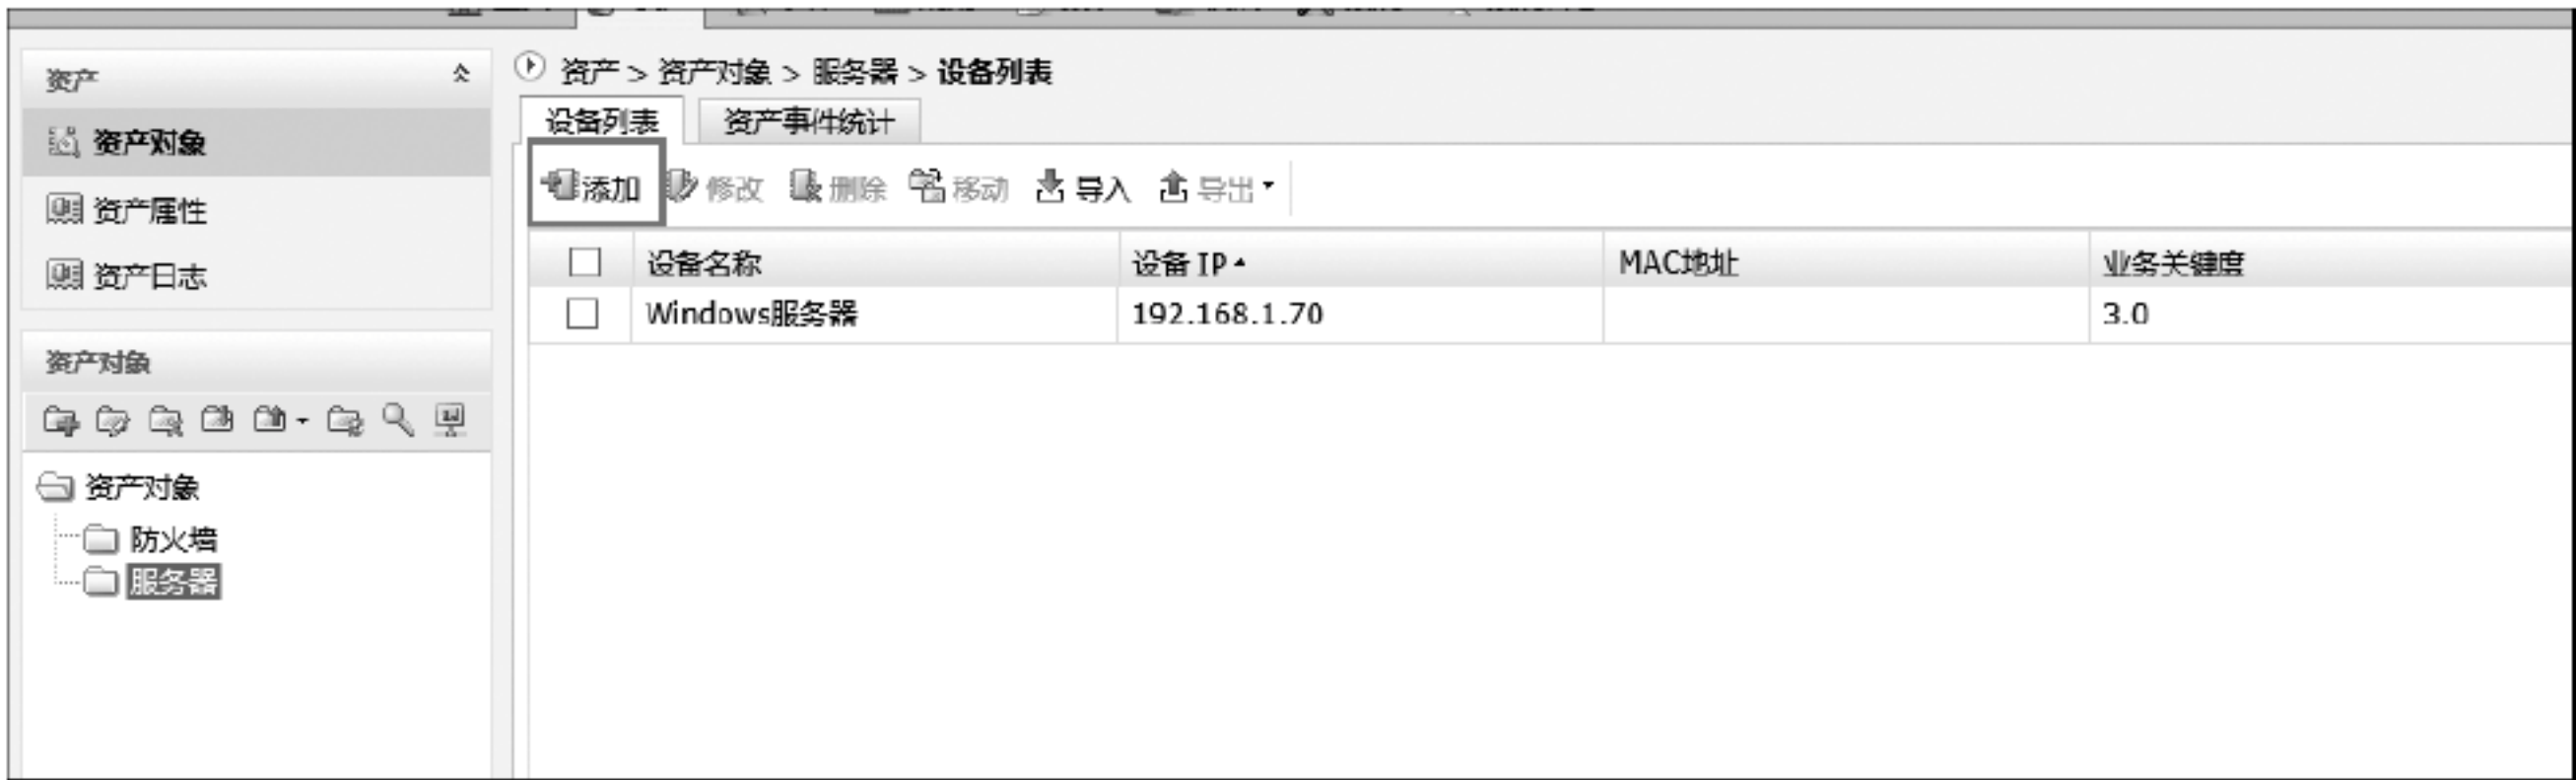 资产
资产对象
资产属性
资产日志
资产对象
资产对象
防火墙
服务器
资产 > 资产对象 > 服务器 > 设备列表
设备列表 资产事件统计
添加 修改 删除 移动 导入 导出
设备名称 设备 IP MAC地址 业务关键度
Windows服务器 192.168.1.70 3.0